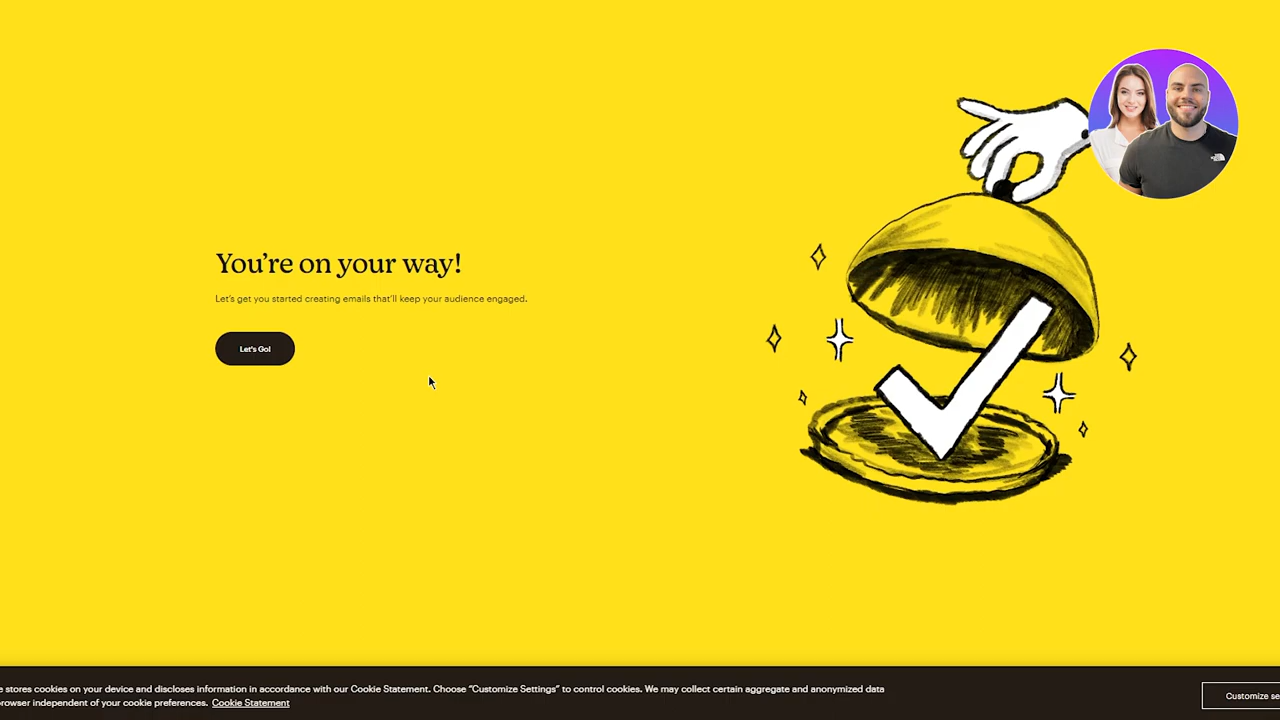 You're on your way!
Let's get you started creating emails that'll keep your audience engaged.
Let's Go!
stores cookies on your device and discloses information in accordance with our Cookie Statement. Choose "Customize Settings" to control cookies. We may collect certain aggregate and anonymized data
browser independent of your cookie preferences. Cookie Statement
Customize